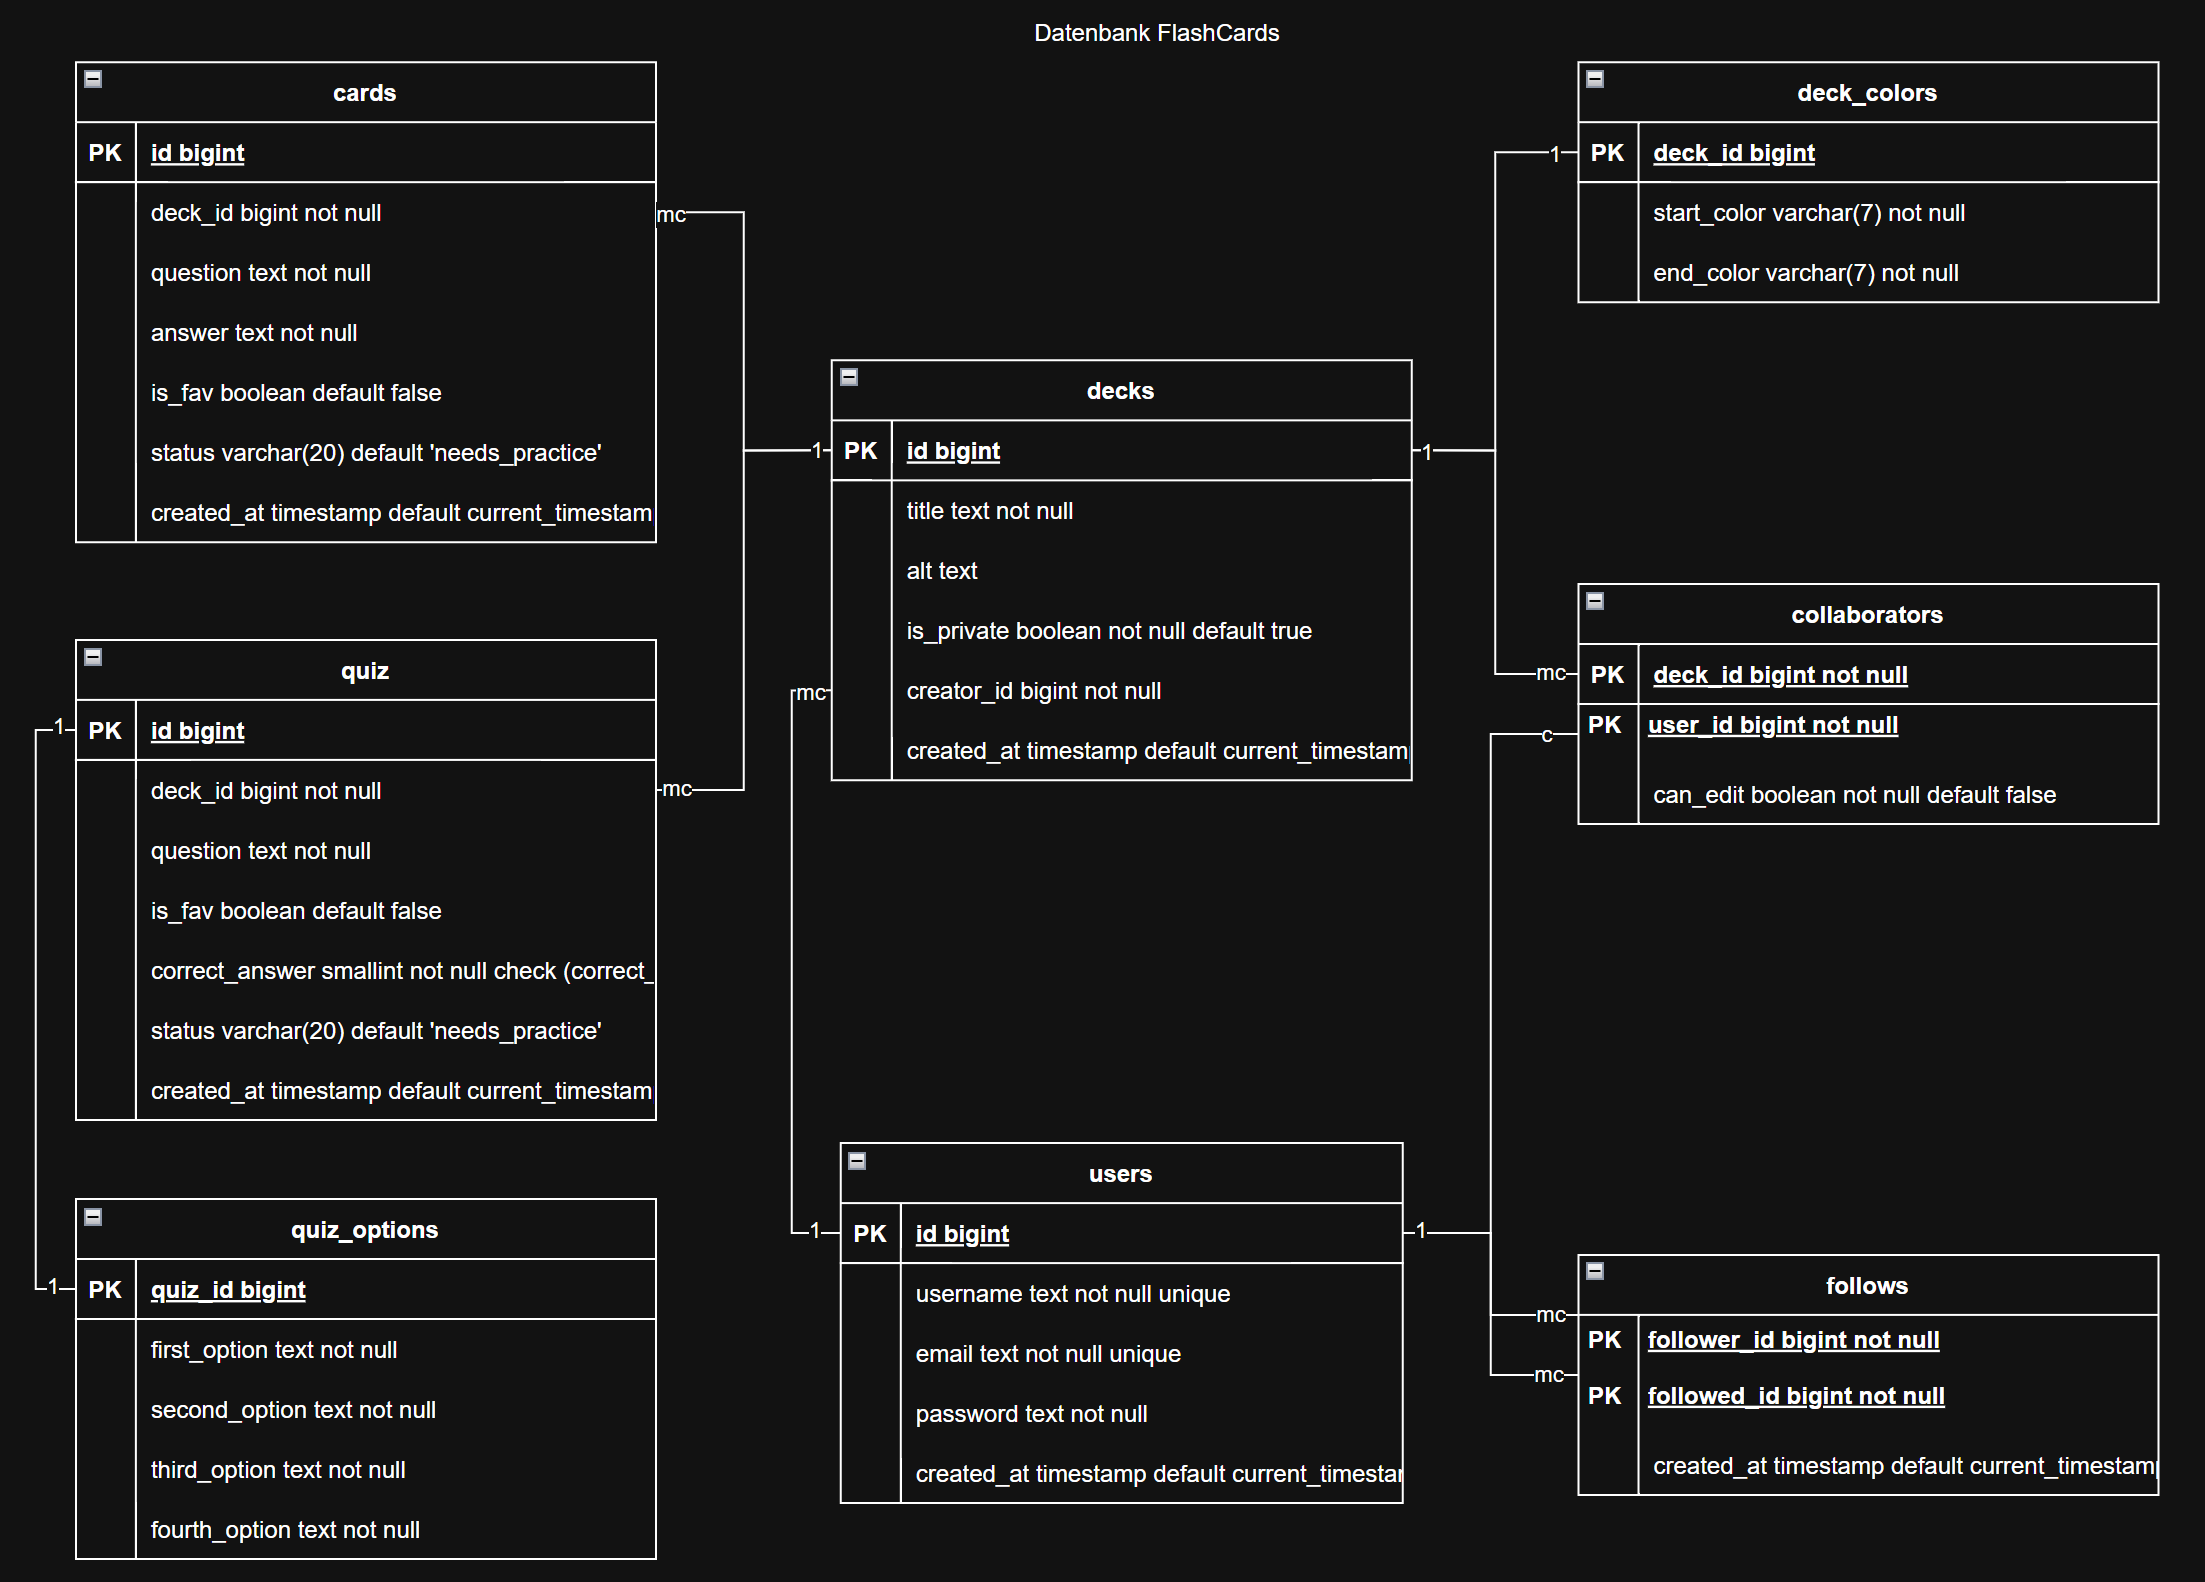 Datenbank FlashCards
cards
PK id bigint
deck_id bigint not null
question text not null
answer text not null
is_fav boolean default false
status varchar(20) default 'needs_practice'
created_at timestamp default current_timestam
mc
quiz
1
PK id bigint
deck_id bigint not null
mc
question text not null
is_fav boolean default false
correct_answer smallint not null check (correct_
status varchar(20) default 'needs_practice'
created_at timestamp default current_timestam
quiz_options
1
PK quiz_id bigint
first_option text not null
second_option text not null
third_option text not null
fourth_option text not null
decks
1
PK id bigint
1
title text not null
alt text
is_private boolean not null default true
mc
creator_id bigint not null
created_at timestamp default current_timestamp
users
1
PK id bigint
1
username text not null unique
email text not null unique
password text not null
created_at timestamp default current_timestar
deck_colors
1
PK deck_id bigint
start_color varchar(7) not null
end_color varchar(7) not null
collaborators
mc
PK deck_id bigint not null
c
PK user_id bigint not null
can_edit boolean not null default false
follows
mc
PK follower_id bigint not null
mc
PK followed_id bigint not null
created_at timestamp default current_timestamp